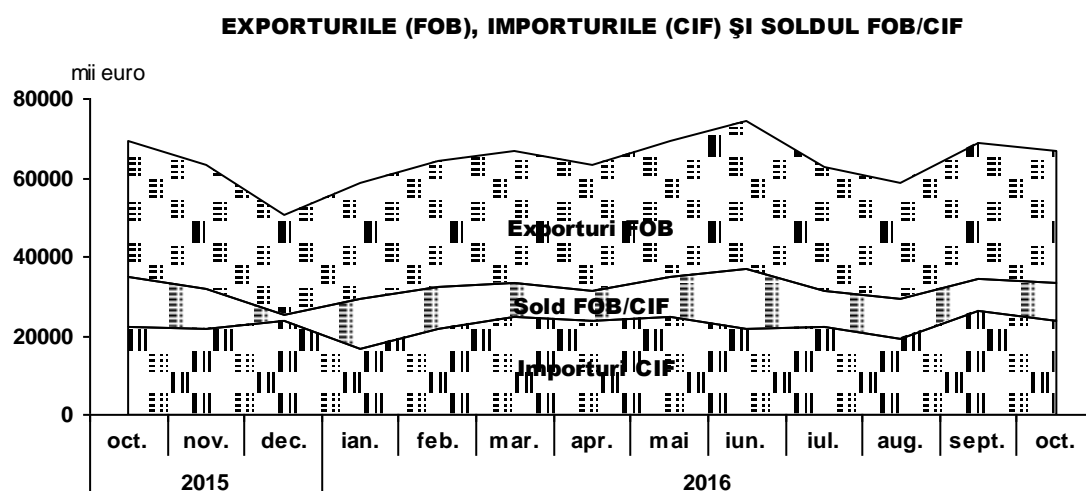 EXPORTURILE (FOB), IMPORTURILE (CIF) ŞI SOLDUL FOB/CIF
mii euro
80000
60000
40000
20000
0
Exporturi FOB
Sold FOB/CIF
Importuri CIF
oct. nov. dec. ian. feb. mar. apr. mai iun. iul. aug. sept. oct.
2015 2016